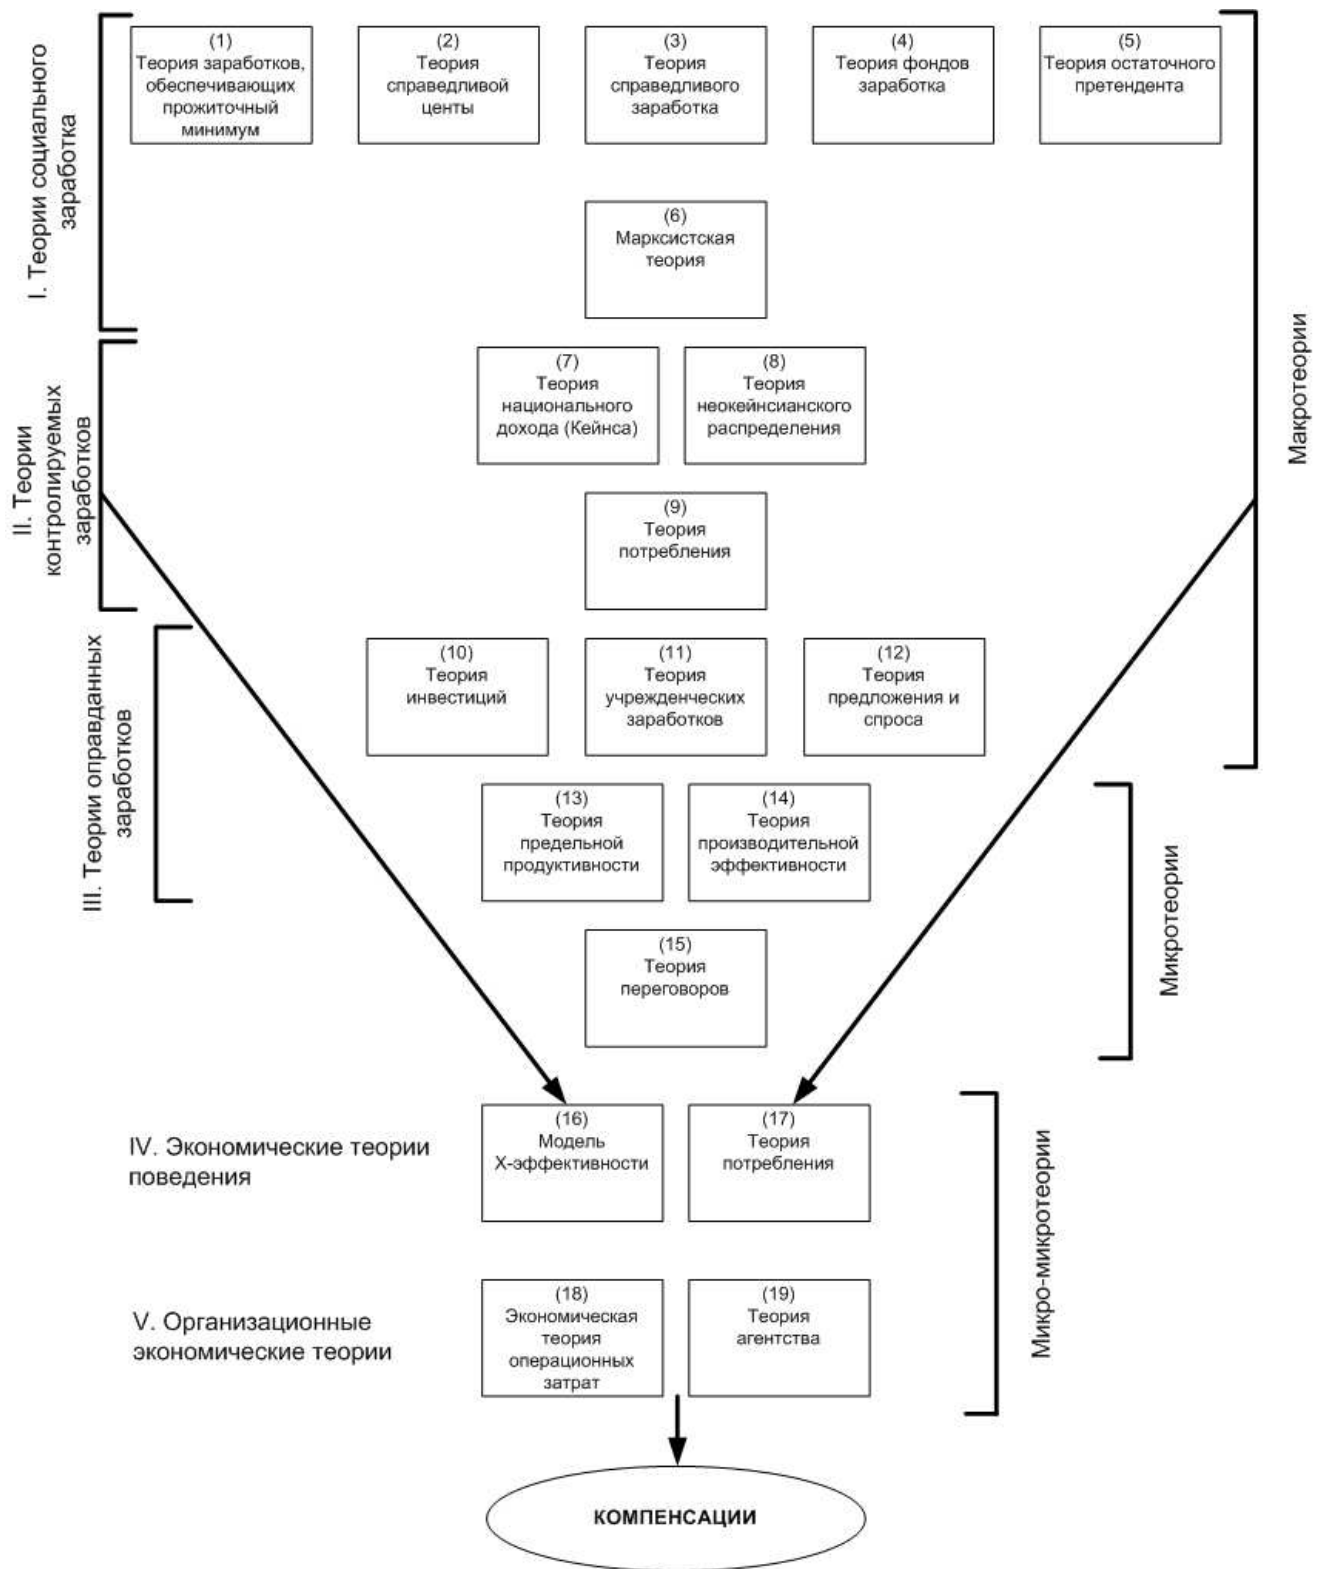 I. Теории социального
заработка
(1)
Теория заработков,
обеспечивающих
прожиточный
минимум
(2)
Теория
справедливой
центы
(3)
Теория
справедливого
заработка
(4)
Теория фондов
заработка
(5)
Теория остаточного
претендента
(6)
Марксистская
теория
Макротеории
II. Теории
контролируемых
заработков
(7)
Теория
национального
дохода (Кейнса)
(8)
Теория
неокейнсианского
распределения
(9)
Теория
потребления
III. Теории оправданных
заработков
(10)
Теория
инвестиций
(11)
Теория
учрежденческих
заработков
(12)
Теория
предложения и
спроса
(13)
Теория
предельной
продуктивности
(14)
Теория
производительной
эффективности
Микротеории
(15)
Теория
переговоров
IV. Экономические теории
поведения
(16)
Модель
Х-эффективности
(17)
Теория
потребления
Микро-микротеории
V. Организационные
экономические теории
(18)
Экономическая
теория
операционных
затрат
(19)
Теория
агентства
КОМПЕНСАЦИИ